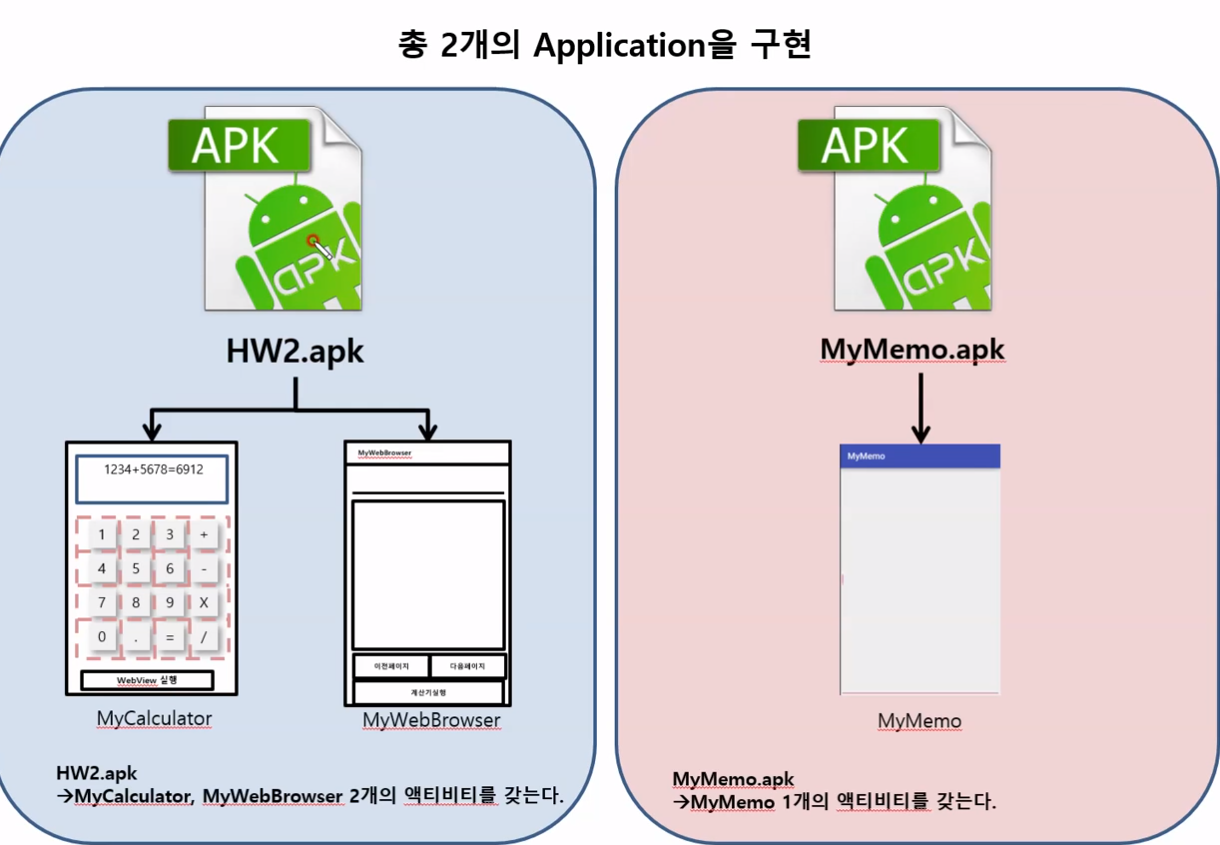 총 2개의 Application을 구현
APK
APK
HW2.apk
1234+5678=6912
1 2 3 +
4 5 6 -
7 8 9 X
0 . = /
WebView 실행
MyCalculator
MyWebBrowser
이전페이지 다음페이지
계산기실행
MyWebBrowser
HW2.apk
→MyCalculator, MyWebBrowser 2개의 액티비티를 갖는다.
APK
APK
MyMemo.apk
MyMemo
MyMemo
MyMemo.apk
→MyMemo 1개의 액티비티를 갖는다.